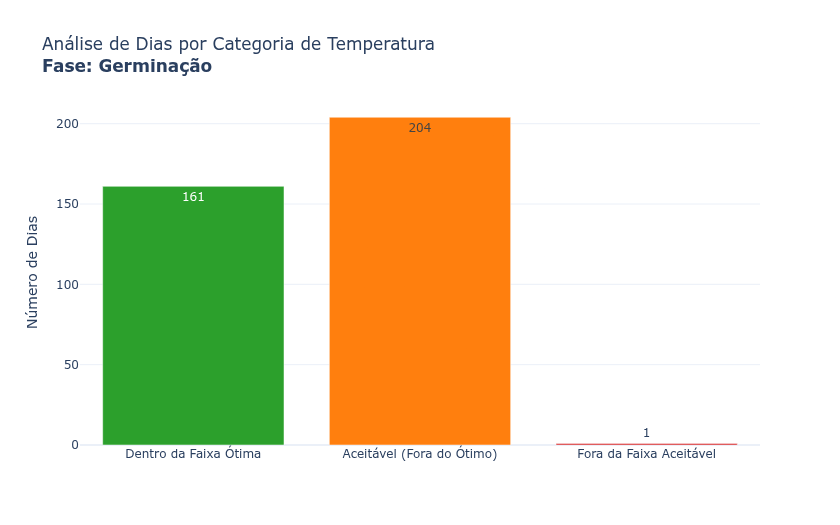 Análise de Dias por Categoria de Temperatura
Fase: Germinação
Número de Dias
200
150
100
50
0
161
204
1
Dentro da Faixa Ótima
Aceitável (Fora do Ótimo)
Fora da Faixa Aceitável